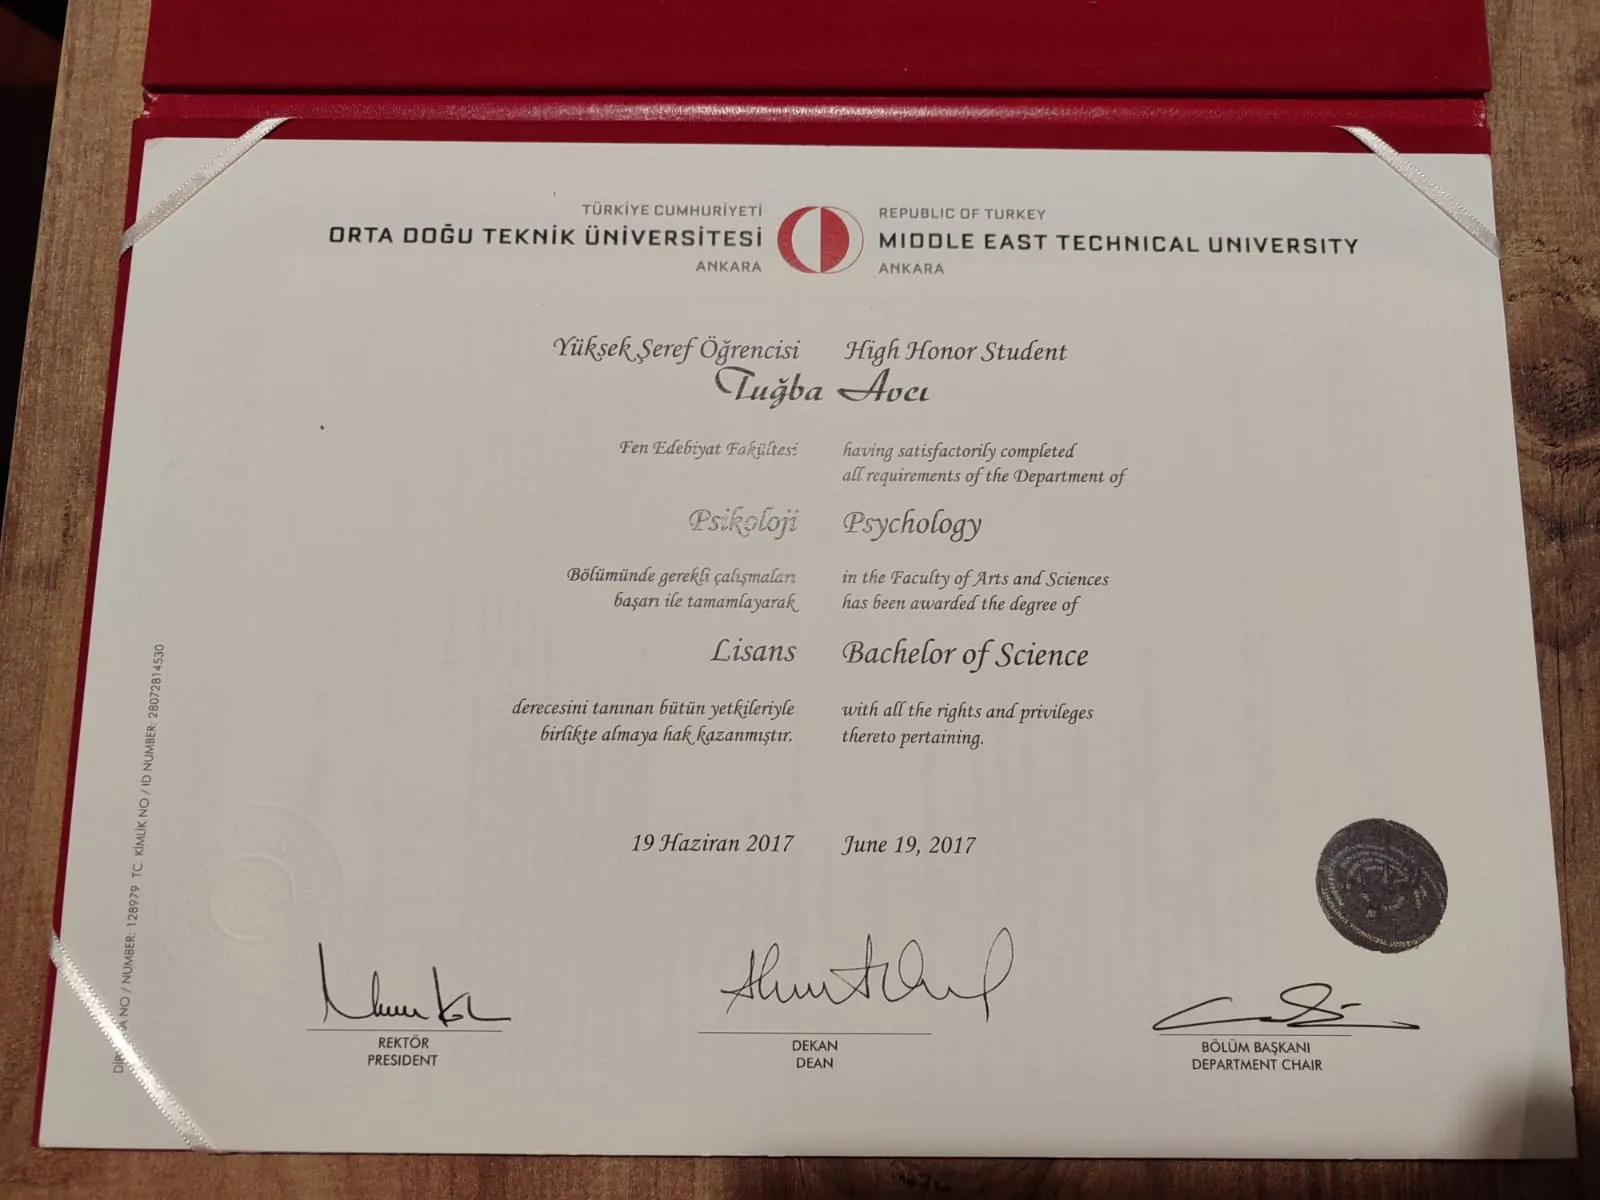 TÜRKİYE CUMHURİYETİ
ORTA DOĞU TEKNİK ÜNİVERSİTESİ
ANKARA
REPUBLIC OF TURKEY
MIDDLE EAST TECHNICAL UNIVERSITY
ANKARA
Yüksek Şeref Öğrencisi
High Honor Student
Tuğba Avcı
Fen Edebiyat Fakültesi
Psikoloji
Bölümünde gerekli çalışmaları
başarı ile tamamlayarak
Lisans
derecesini tanınan bütün yetkileriyle
birlikte almaya hak kazanmıştır.
19 Haziran 2017
having satisfactorily completed
all requirements of the Department of
Psychology
in the Faculty of Arts and Sciences
has been awarded the degree of
Bachelor of Science
with all the rights and privileges
thereto pertaining.
June 19, 2017
NO / NUMBER: 128979 TC. KİMLİK NO / ID NUMBER: 28072814530
REKTÖR
PRESIDENT
DEKAN
DEAN
BÖLÜM BAŞKANI
DEPARTMENT CHAIR